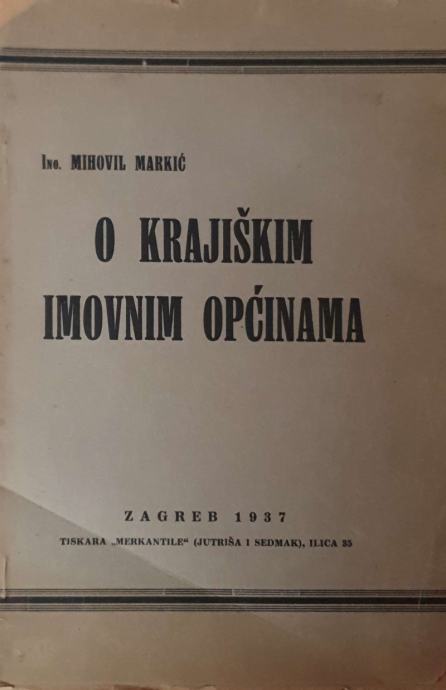 ING. MIHOVIL MARKIĆ
O KRAJIŠKIM
IMOVNIM OPĆINAMA
ZAGREB 1937
TISKARA „MERKANTILE“ (JUTRIŠA I SEDMAK), ILICA 35